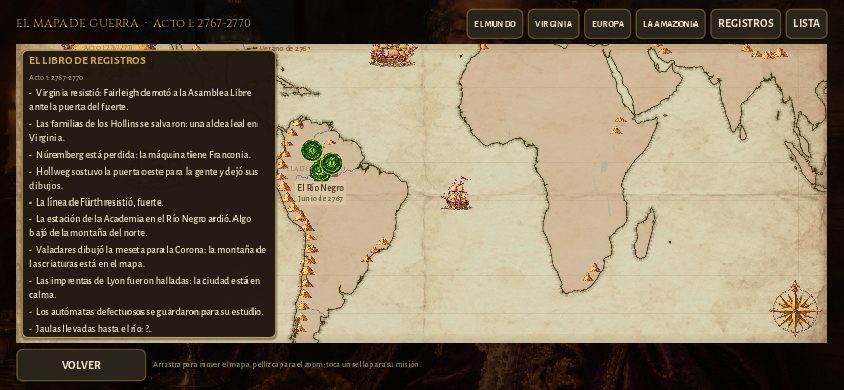 EL MAPA DE GUERRA · ACTO I: 2767-2770
EL MUNDO
VIRGINIA
EUROPA
LA AMAZONIA
REGISTROS
LISTA
Verano de 276
EL LIBRO DE REGISTROS
Acto I: 2767-2770
- Virginia resistió: Fairleigh derrotó a la Asamblea Libre
ante la puerta del fuerte.
- Las familias de los Hollins se salvaron: una aldea leal en
Virginia.
- Núremberg está perdida: la máquina tiene Franconia.
- Hollweg sostuvo la puerta oeste para la gente y dejó sus
dibujos.
- La línea de Fürth resistió, fuerte.
- La estación de la Academia en el Río Negro ardió. Algo
bajó de la montaña del norte.
- Valadares dibujó la meseta para la Corona: la montaña de
las criaturas está en el mapa.
- Las imprentas de Lyon fueron halladas: la ciudad está en
calma.
- Los autómatas defectuosos se guardaron para su estudio.
- Jaulas llevadas hasta el río: ?.
El Río Negro
Junio de 2767
VOLVER
Arrastra para mover el mapa, pellizca para el zoom; toca un sello para su misión.